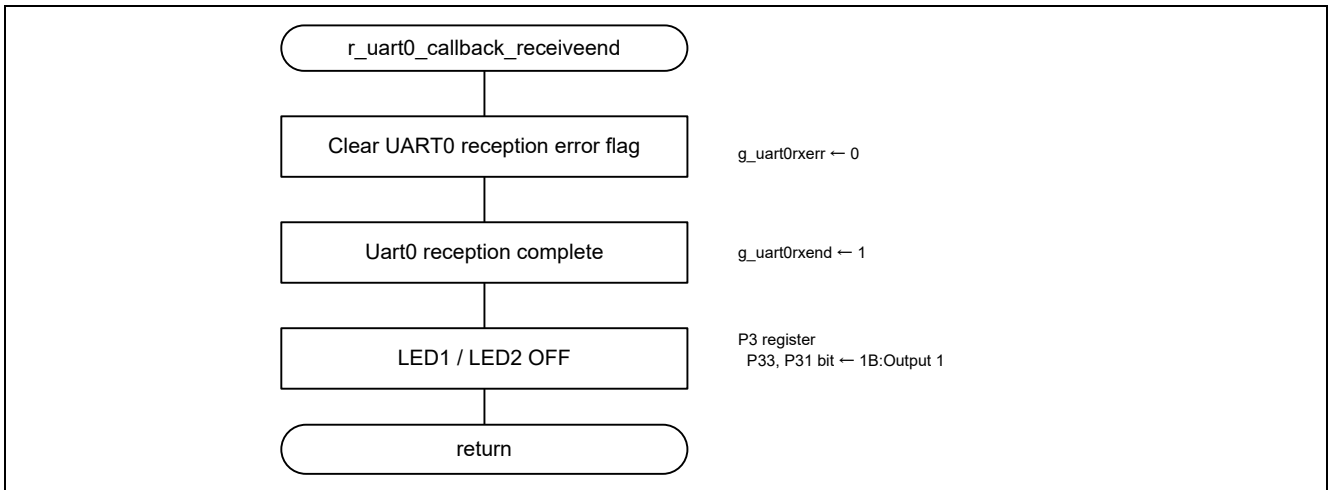 r_uart0_callback_receiveend
Clear UART0 reception error flag
g_uart0rxerr ← 0
Uart0 reception complete
g_uart0rxend ← 1
LED1 / LED2 OFF
P3 register
P33, P31 bit ← 1B:Output 1
return